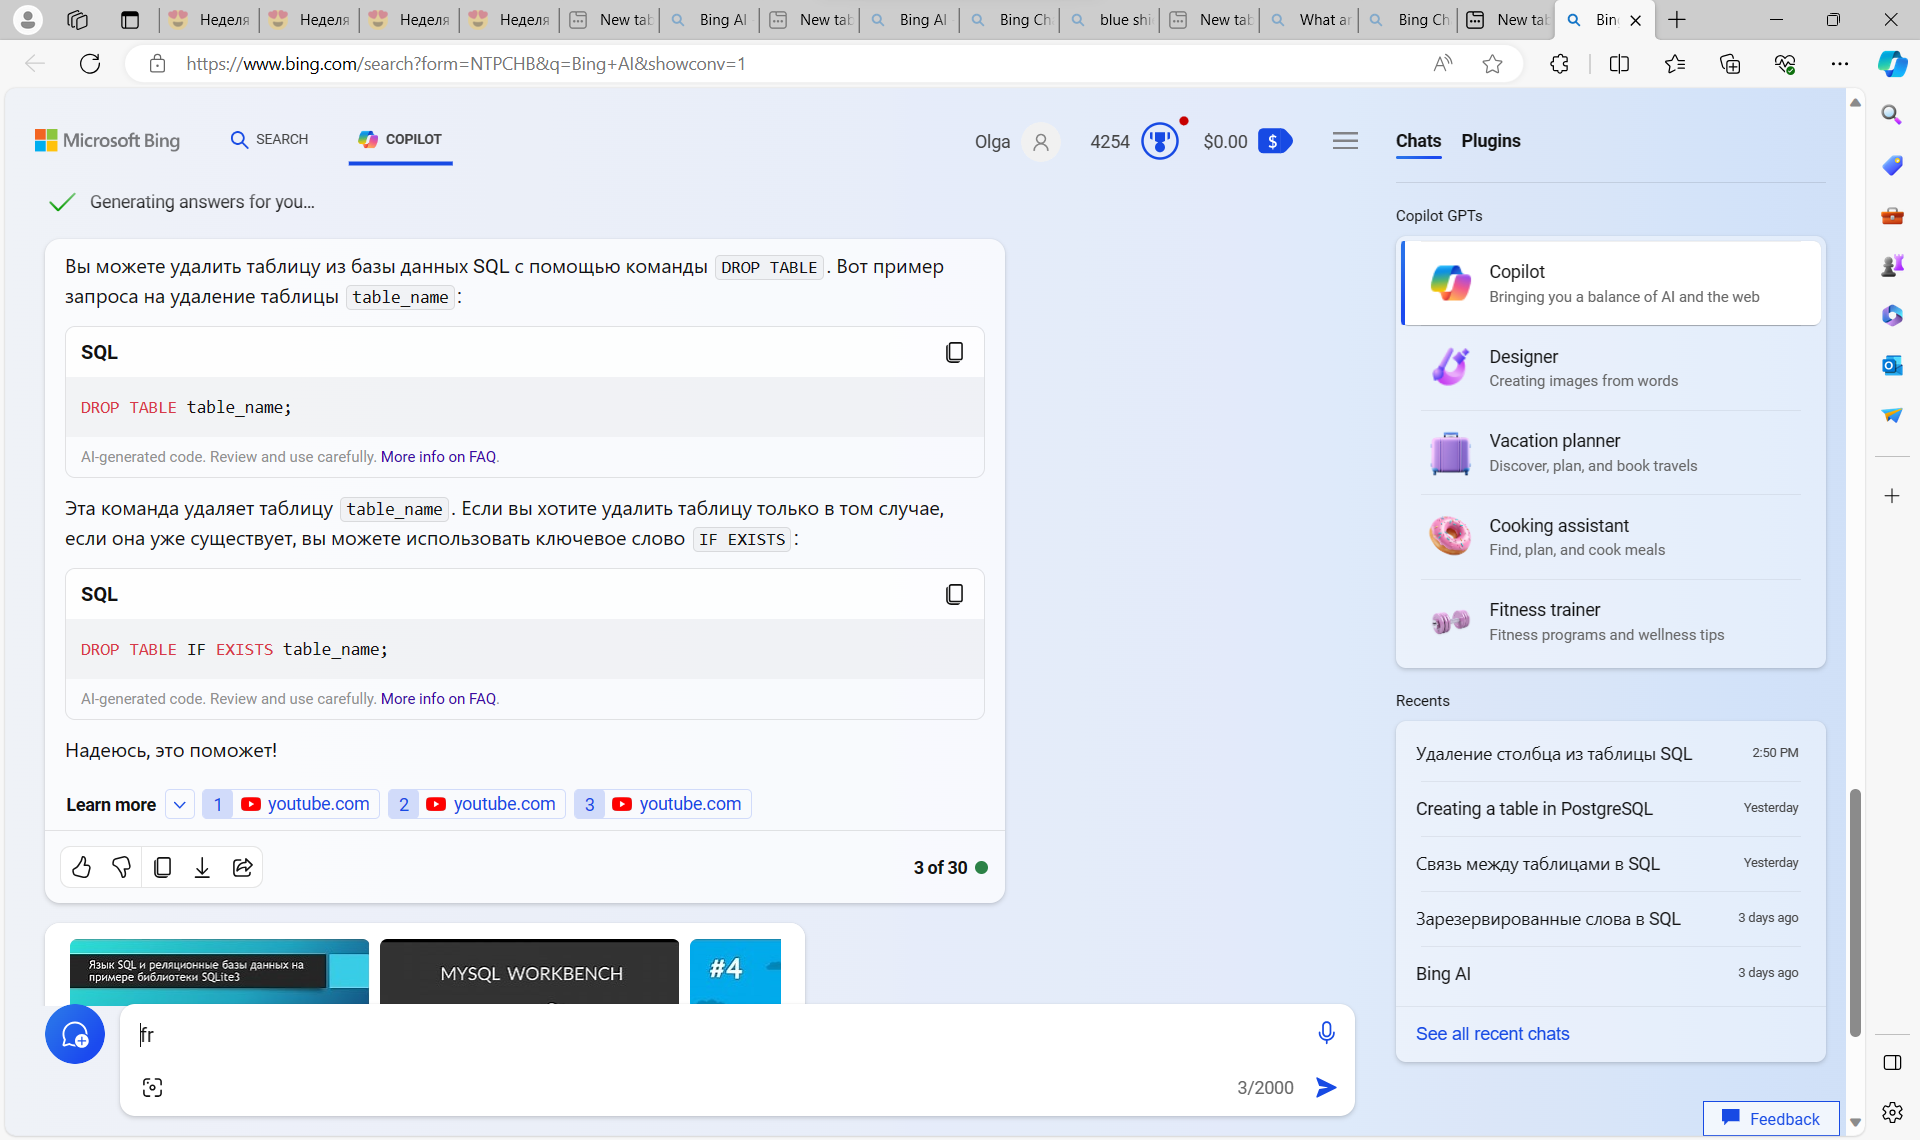 Неделя
Неделя
Неделя
Неделя
New tab
Bing AI
New tab
Bing AI
Bing Ch
blue shi
New tab
What ar
Bing Ch
New tab
Bin
https://www.bing.com/search?form=NTPCHB&q=Bing+AI&showconv=1
Microsoft Bing
SEARCH
COPILOT
Olga
4254
$0.00
Chats Plugins
Generating answers for you...
Вы можете удалить таблицу из базы данных SQL с помощью команды DROP TABLE. Вот пример
запроса на удаление таблицы table_name:
SQL
DROP TABLE table_name;
AI-generated code. Review and use carefully. More info on FAQ.
Эта команда удаляет таблицу table_name. Если вы хотите удалить таблицу только в том случае,
если она уже существует, вы можете использовать ключевое слово IF EXISTS:
SQL
DROP TABLE IF EXISTS table_name;
AI-generated code. Review and use carefully. More info on FAQ.
Надеюсь, это поможет!
Learn more
1 youtube.com
2 youtube.com
3 youtube.com
3 of 30
Язык SQL и реляционные базы данных на
примере библиотеки SQLite3
MYSQL WORKBENCH
#4
fr
3/2000
Copilot GPTs
Copilot
Bringing you a balance of AI and the web
Designer
Creating images from words
Vacation planner
Discover, plan, and book travels
Cooking assistant
Find, plan, and cook meals
Fitness trainer
Fitness programs and wellness tips
Recents
Удаление столбца из таблицы SQL 2:50 PM
Creating a table in PostgreSQL Yesterday
Связь между таблицами в SQL Yesterday
Зарезервированные слова в SQL 3 days ago
Bing AI 3 days ago
See all recent chats
Feedback